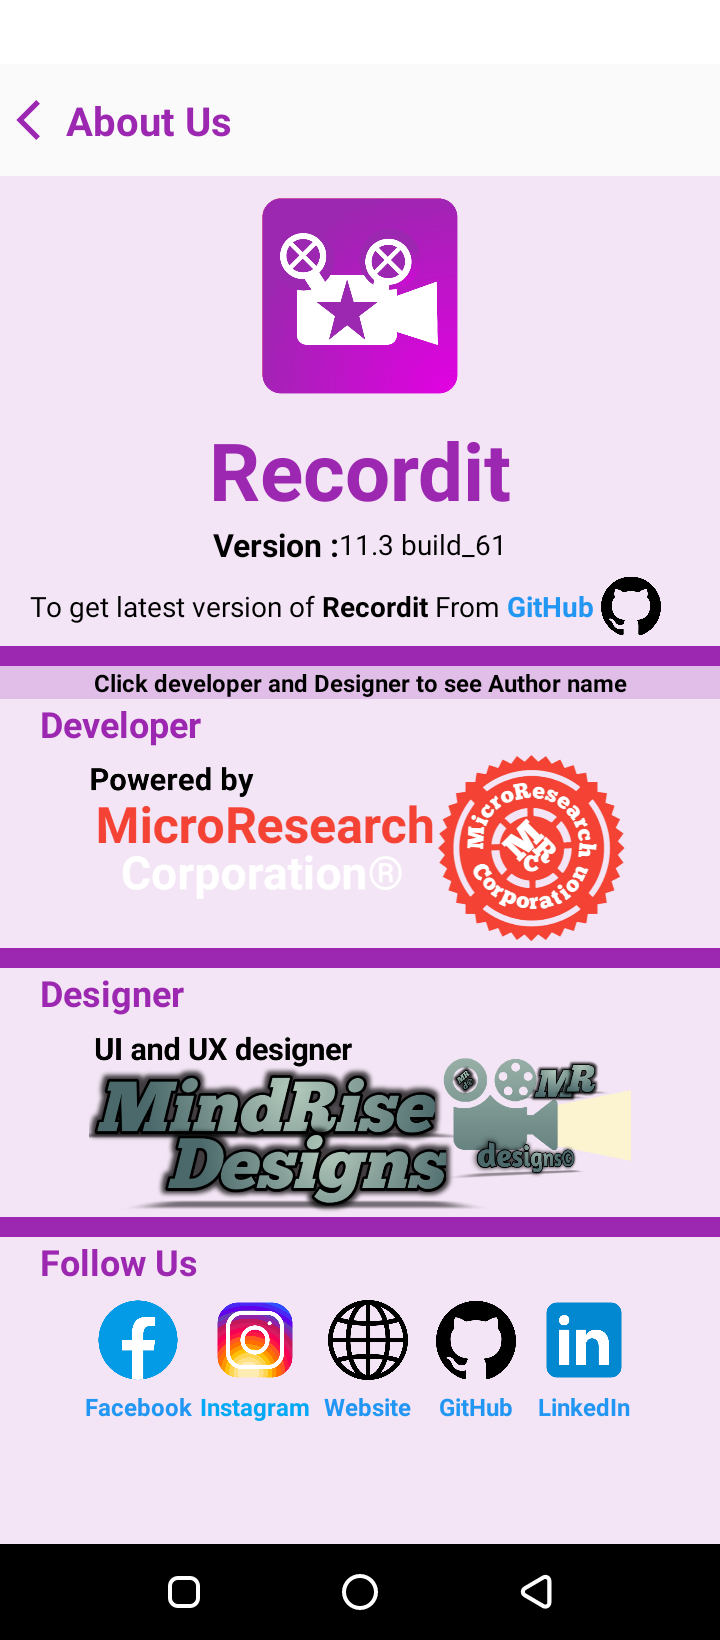 About Us
Recordit
Version :11.3 build_61
To get latest version of Recordit From GitHub
Click developer and Designer to see Author name
Developer
Powered by
MicroResearch
Corporation®
MicroResearch
MRC
Corporation
Designer
UI and UX designer
MindRise
Designs
MR
designs©
Follow Us
Facebook Instagram Website GitHub LinkedIn